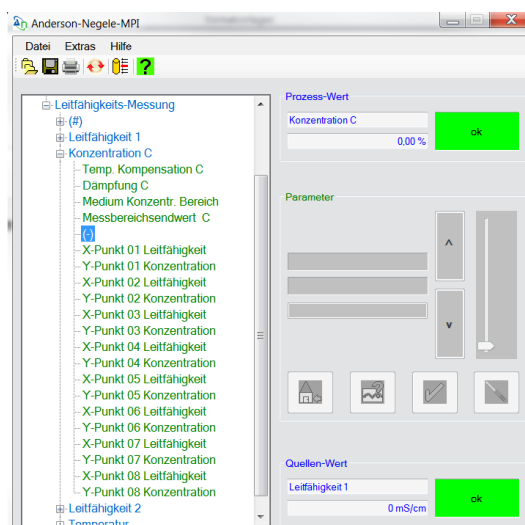 Anderson-Negele-MPI
Datei Extras Hilfe
?
Leitfähigkeits-Messung
(#)
Leitfähigkeit 1
Konzentration C
Temp. Kompensation C
Dämpfung C
Medium Konzentr. Bereich
Messbereichsendwert C
(-)
X-Punkt 01 Leitfähigkeit
Y-Punkt 01 Konzentration
X-Punkt 02 Leitfähigkeit
Y-Punkt 02 Konzentration
X-Punkt 03 Leitfähigkeit
Y-Punkt 03 Konzentration
X-Punkt 04 Leitfähigkeit
Y-Punkt 04 Konzentration
X-Punkt 05 Leitfähigkeit
Y-Punkt 05 Konzentration
X-Punkt 06 Leitfähigkeit
Y-Punkt 06 Konzentration
X-Punkt 07 Leitfähigkeit
Y-Punkt 07 Konzentration
X-Punkt 08 Leitfähigkeit
Y-Punkt 08 Konzentration
Leitfähigkeit 2
Temperatur
Prozess-Wert
Konzentration C
0,00 %
ok
Parameter
^
v
Quellen-Wert
Leitfähigkeit 1
0 mS/cm
ok